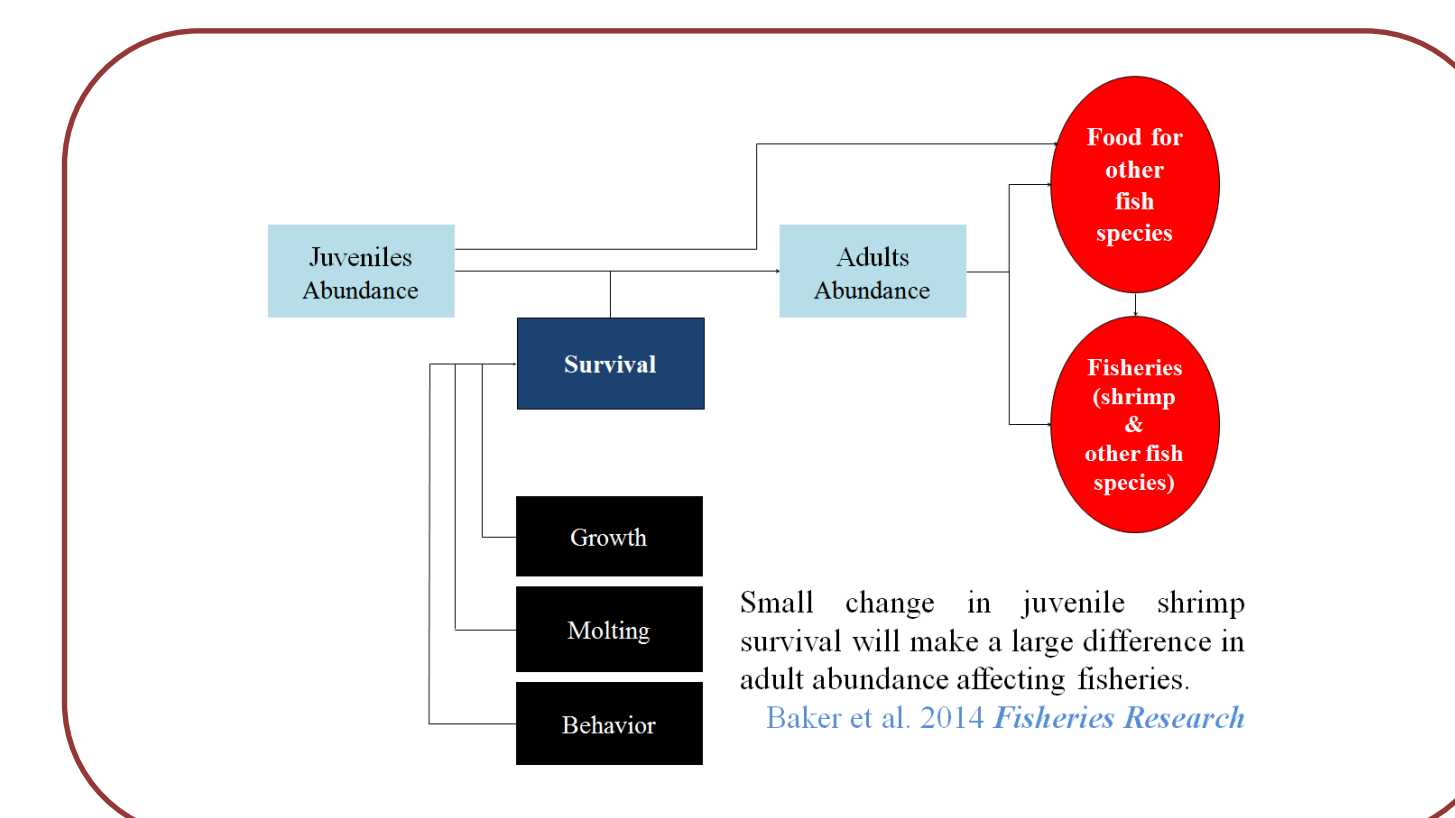 Food for
other
fish
species
Juveniles
Abundance
Adults
Abundance
Survival
Fisheries
(shrimp
&
other fish
species)
Growth
Molting
Behavior
Small change in juvenile shrimp
survival will make a large difference in
adult abundance affecting fisheries.
Baker et al. 2014 Fisheries Research